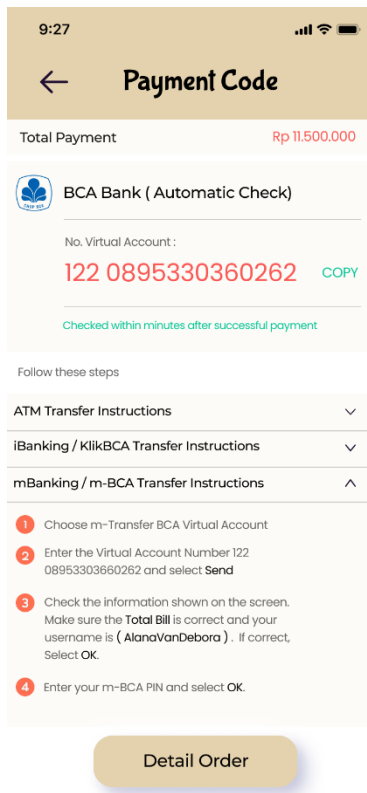 9:27
Payment Code
Total Payment
Rp 11.500.000
BCA Bank ( Automatic Check)
No. Virtual Account :
122 0895330360262
COPY
Checked within minutes after successful payment
Follow these steps
ATM Transfer Instructions
iBanking / KlikBCA Transfer Instructions
mBanking / m-BCA Transfer Instructions
1 Choose m-Transfer BCA Virtual Account
2 Enter the Virtual Account Number 122
08953303660262 and select Send
3 Check the information shown on the screen.
Make sure the Total Bill is correct and your
username is ( AlanaVanDebora ) . If correct,
Select OK.
4 Enter your m-BCA PIN and select OK.
Detail Order